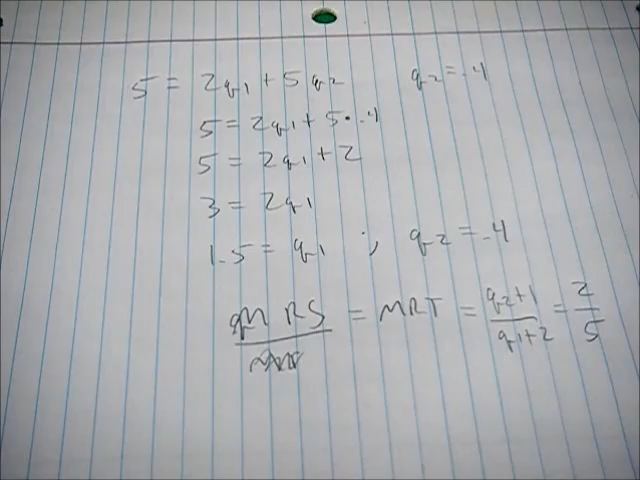 5 = 2q1 + 5q2 q2 = .4
5 = 2q1 + 5 · .4
5 = 2q1 + 2
3 = 2q1
1.5 = q1 ; q2 = .4
MRS = MRT = q2+1 / q1+2 = 2/5